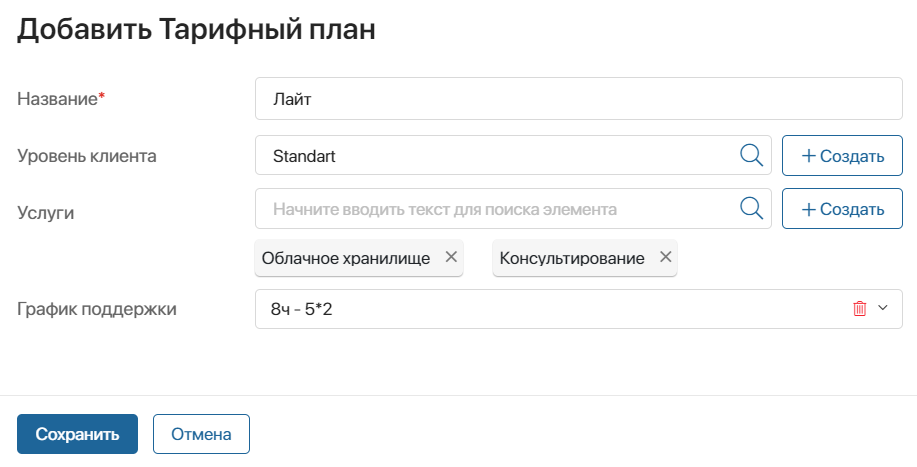 Добавить Тарифный план
Название*
Лайт
Уровень клиента
Standart
+ Создать
Услуги
Начните вводить текст для поиска элемента
+ Создать
Облачное хранилище × Консультирование ×
График поддержки
8ч - 5*2
Сохранить
Отмена